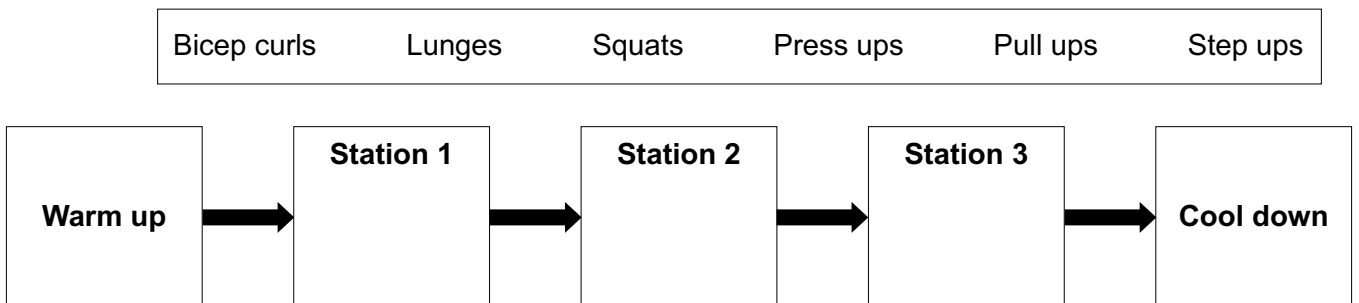 Bicep curls Lunges Squats Press ups Pull ups Step ups
Station 1 Station 2 Station 3
Warm up Cool down